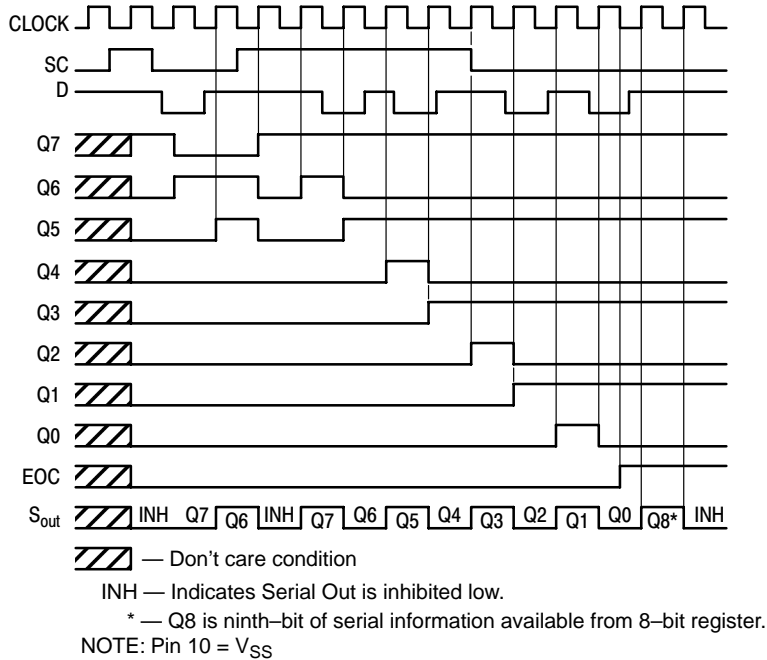 CLOCK
SC
D
Q7
Q6
Q5
Q4
Q3
Q2
Q1
Q0
EOC
Sout INH Q7 Q6 INH Q7 Q6 Q5 Q4 Q3 Q2 Q1 Q0 Q8* INH
— Don't care condition
INH — Indicates Serial Out is inhibited low.
* — Q8 is ninth–bit of serial information available from 8–bit register.
NOTE: Pin 10 = VSS